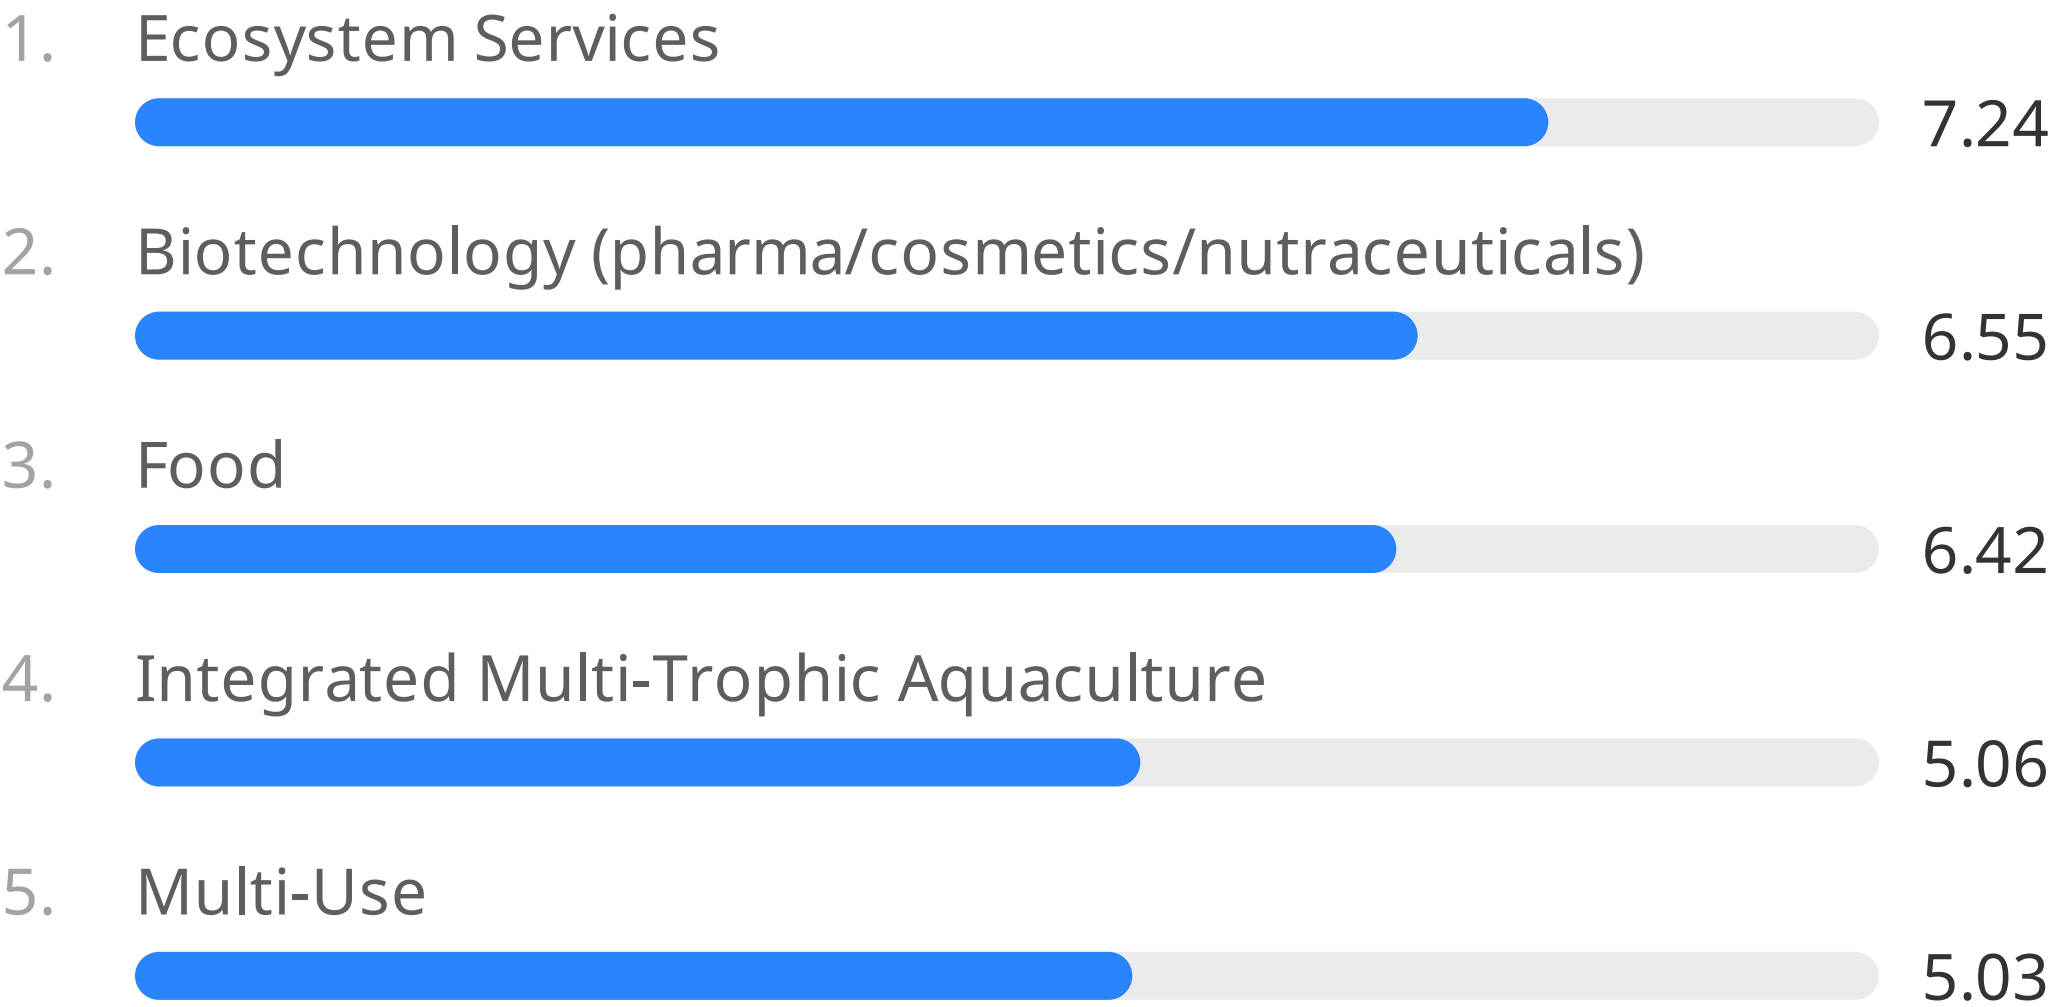 1. Ecosystem Services
7.24
2. Biotechnology (pharma/cosmetics/nutraceuticals)
6.55
3. Food
6.42
4. Integrated Multi-Trophic Aquaculture
5.06
5. Multi-Use
5.03